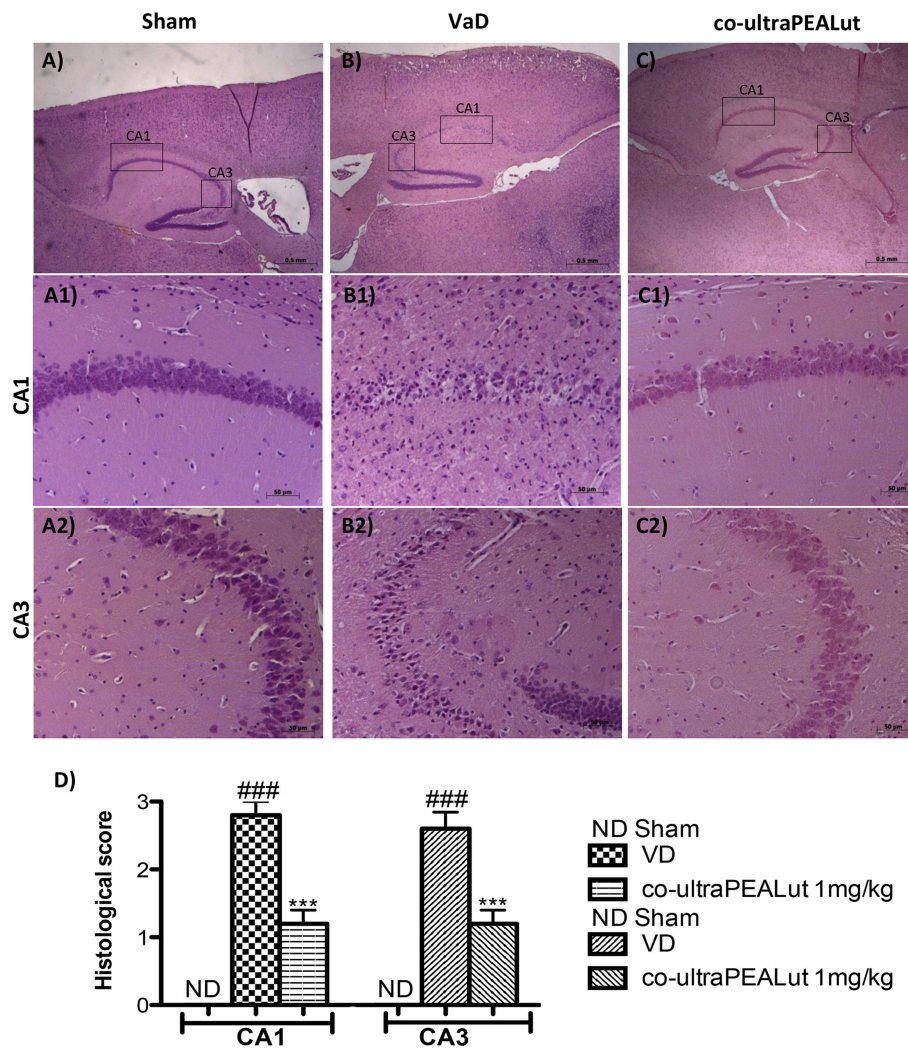 Sham VaD co-ultraPEALut
A) B) C)
CA1 CA1 CA1
CA3 CA3 CA3
0.5 mm 0.5 mm 0.5 mm
CA1
A1) B1) C1)
50 µm 50 µm 50 µm
CA3
A2) B2) C2)
50 µm 50 µm 50 µm
D)
Histological score
3
2
1
0
### ###
*** ***
ND ND
CA1 CA3
ND Sham
VD
co-ultraPEALut 1mg/kg
ND Sham
VD
co-ultraPEALut 1mg/kg